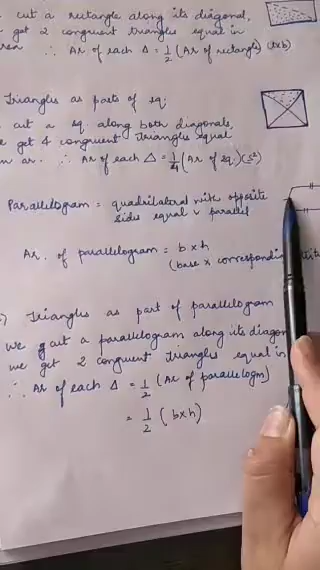 cut a rectangle along its diagonal,
get 2 congruent triangles equal in
∴ Ar of each Δ = 1/2 (Ar of rectangle) (l×b)
Triangles as parts of sq.
cut a sq. along both diagonals,
get 4 congruent triangles equal
ar. ∴ Ar of each Δ = 1/4 (Ar of sq.) (s²)
Parallelogram = quadrilateral with opposite
sides equal & parallel
Ar. of parallelogram = b × h
(base × corresponding
) Triangles as part of parallelogram
We cut a parallelogram along its
we get 2 congruent triangles equal in
∴ Ar of each Δ = 1/2 (Ar of parallelogm)
= 1/2 (b×h)